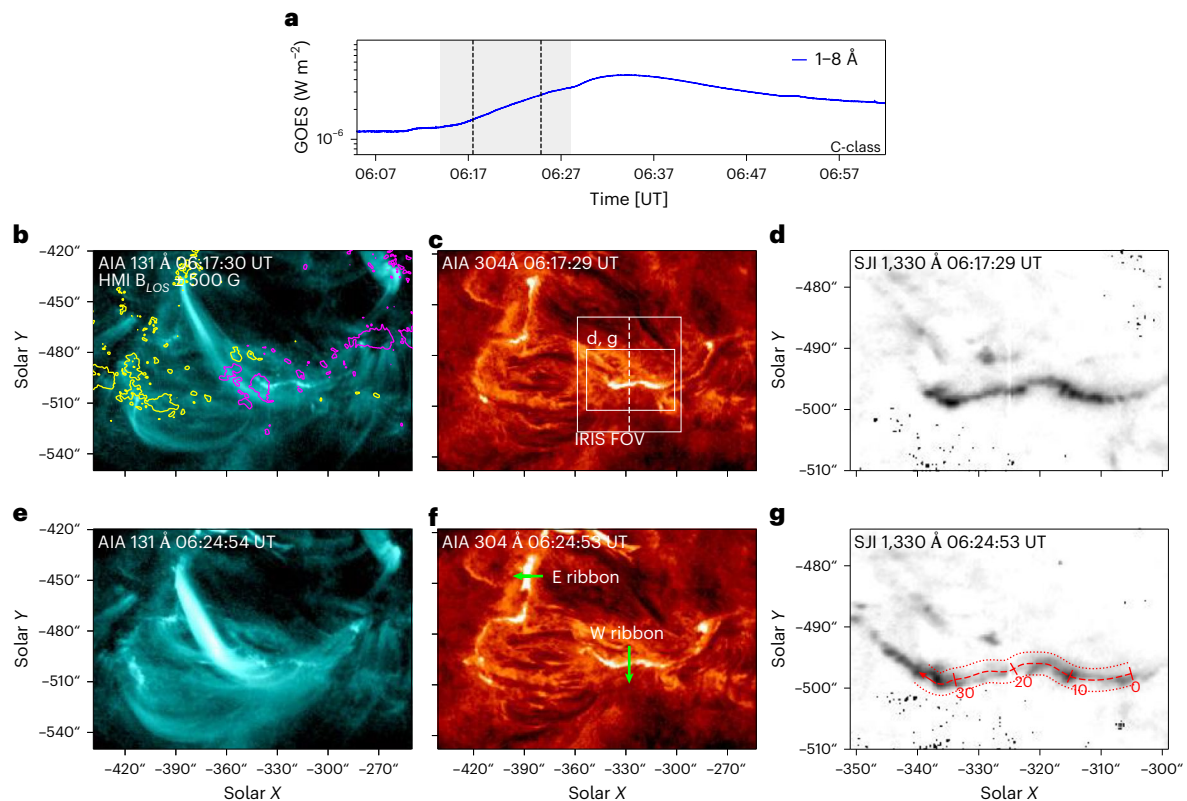 a
GOES (W m⁻²)
10⁻⁶
1–8 Å
C-class
06:07 06:17 06:27 06:37 06:47 06:57
Time [UT]
b
Solar Y
–420″
–450″
–480″
–510″
–540″
AIA 131 Å 06:17:30 UT
HMI B_LOS 500 G
c
AIA 304Å 06:17:29 UT
d, g
IRIS FOV
d
Solar Y
–480″
–490″
–500″
–510″
SJI 1,330 Å 06:17:29 UT
e
Solar Y
–420″
–450″
–480″
–510″
–540″
AIA 131 Å 06:24:54 UT
–420″ –390″ –360″ –330″ –300″ –270″
Solar X
f
AIA 304 Å 06:24:53 UT
E ribbon
W ribbon
–420″ –390″ –360″ –330″ –300″ –270″
Solar X
g
Solar Y
–480″
–490″
–500″
–510″
SJI 1,330 Å 06:24:53 UT
30 20 10 0
–350″ –340″ –330″ –320″ –310″ –300″
Solar X